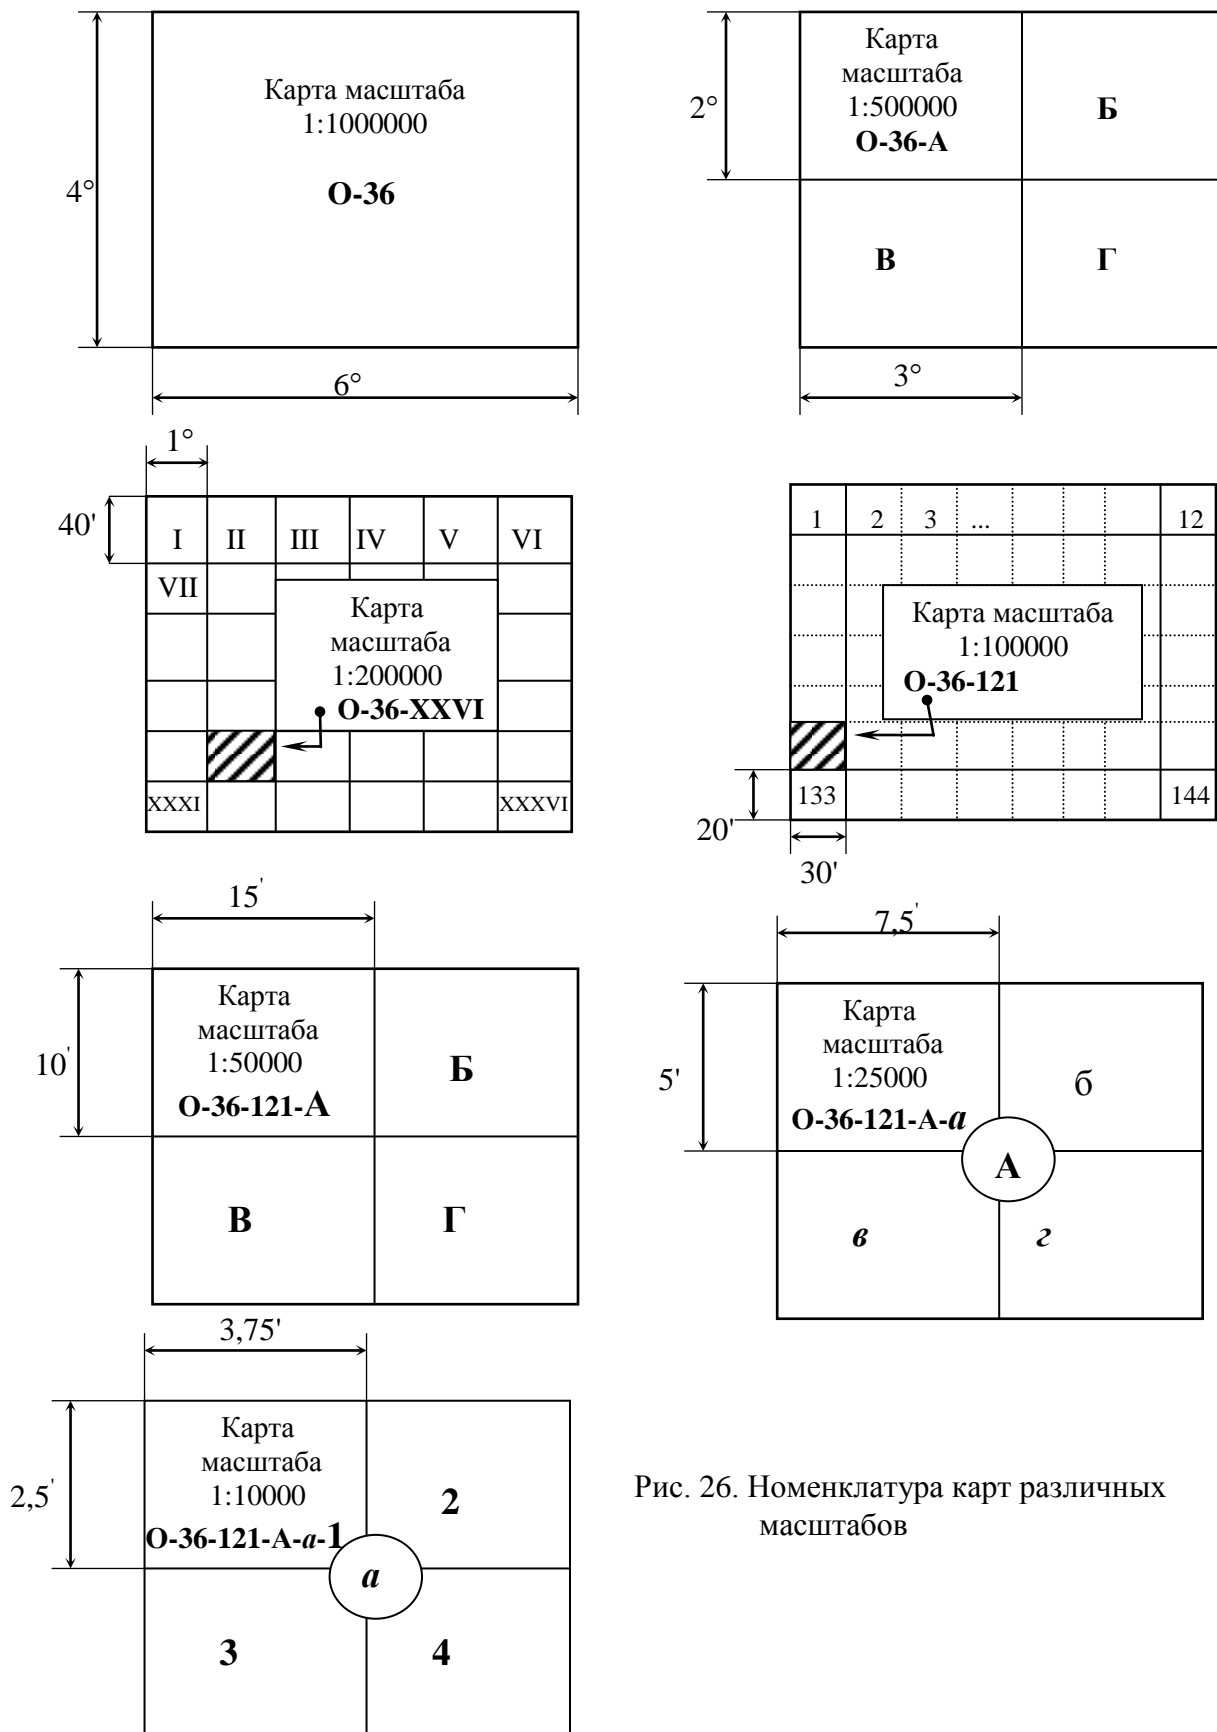 Карта масштаба
1:1000000
О-36
4°
6°
Карта
масштаба
1:500000
О-36-А
Б
В
Г
2°
3°
1°
40'
I II III IV V VI
VII
Карта
масштаба
1:200000
О-36-XXVI
XXXI XXXVI
1 2 3 ... 12
Карта масштаба
1:100000
О-36-121
133 144
20'
30'
15'
10'
Карта
масштаба
1:50000
О-36-121-А
Б
В
Г
7,5'
5'
Карта
масштаба
1:25000
О-36-121-А-а
б
А
в
г
3,75'
2,5'
Карта
масштаба
1:10000
О-36-121-А-а-1
2
а
3
4
Рис. 26. Номенклатура карт различных
масштабов